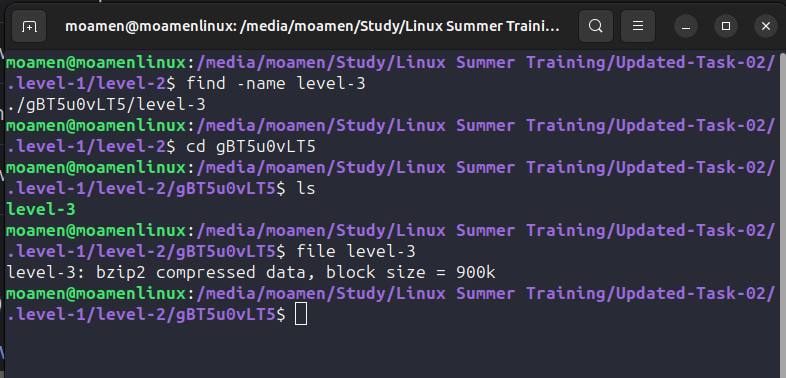 moamen@moamenlinux: /media/moamen/Study/Linux Summer Traini...
moamen@moamenlinux:/media/moamen/Study/Linux Summer Training/Updated-Task-02/
.level-1/level-2$ find -name level-3
./gBT5u0vLT5/level-3
moamen@moamenlinux:/media/moamen/Study/Linux Summer Training/Updated-Task-02/
.level-1/level-2$ cd gBT5u0vLT5
moamen@moamenlinux:/media/moamen/Study/Linux Summer Training/Updated-Task-02/
.level-1/level-2/gBT5u0vLT5$ ls
level-3
moamen@moamenlinux:/media/moamen/Study/Linux Summer Training/Updated-Task-02/
.level-1/level-2/gBT5u0vLT5$ file level-3
level-3: bzip2 compressed data, block size = 900k
moamen@moamenlinux:/media/moamen/Study/Linux Summer Training/Updated-Task-02/
.level-1/level-2/gBT5u0vLT5$